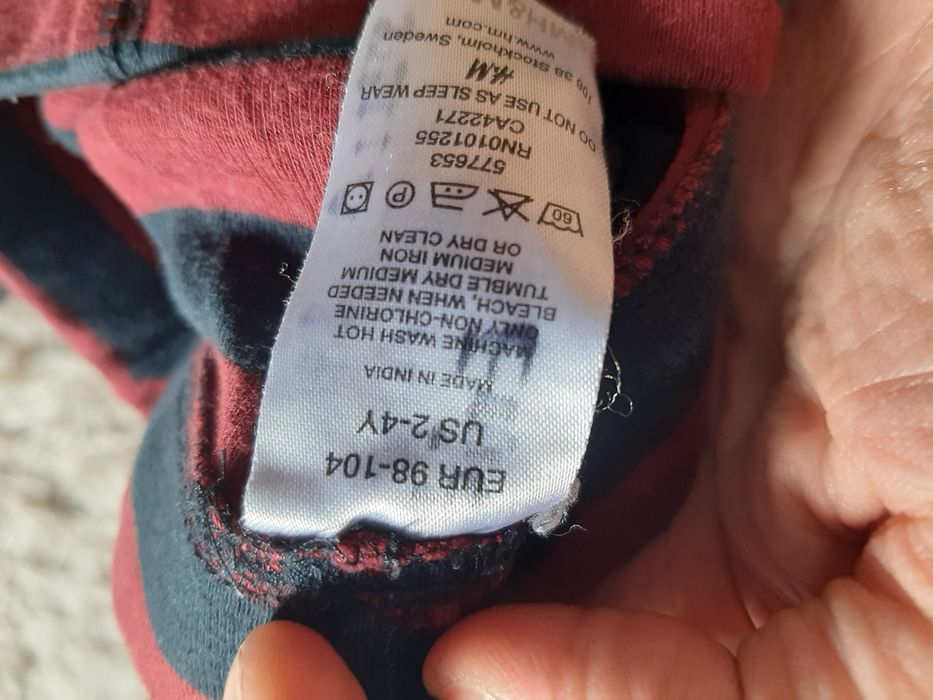 EUR 98-104
US 2-4Y
MADE IN INDIA
MACHINE WASH HOT
ONLY NON-CHLORINE
BLEACH, WHEN NEEDED
TUMBLE DRY MEDIUM
MEDIUM IRON
OR DRY CLEAN
60 P
577653
RN0101255
CA42271
DO NOT USE AS SLEEP WEAR
H&M
106 38 Stockholm, Sweden
www.hm.com
H&M